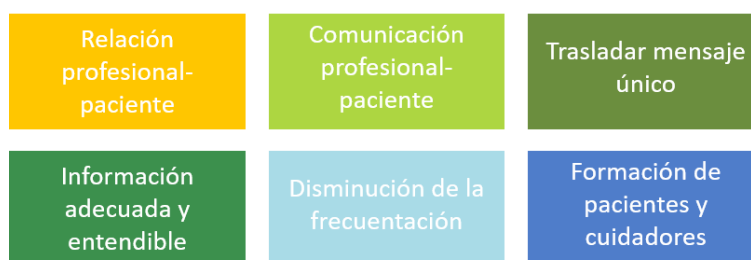 Relación
profesional-
paciente
Comunicación
profesional-
paciente
Trasladar mensaje
único
Información
adecuada y
entendible
Disminución de la
frecuentación
Formación de
pacientes y
cuidadores